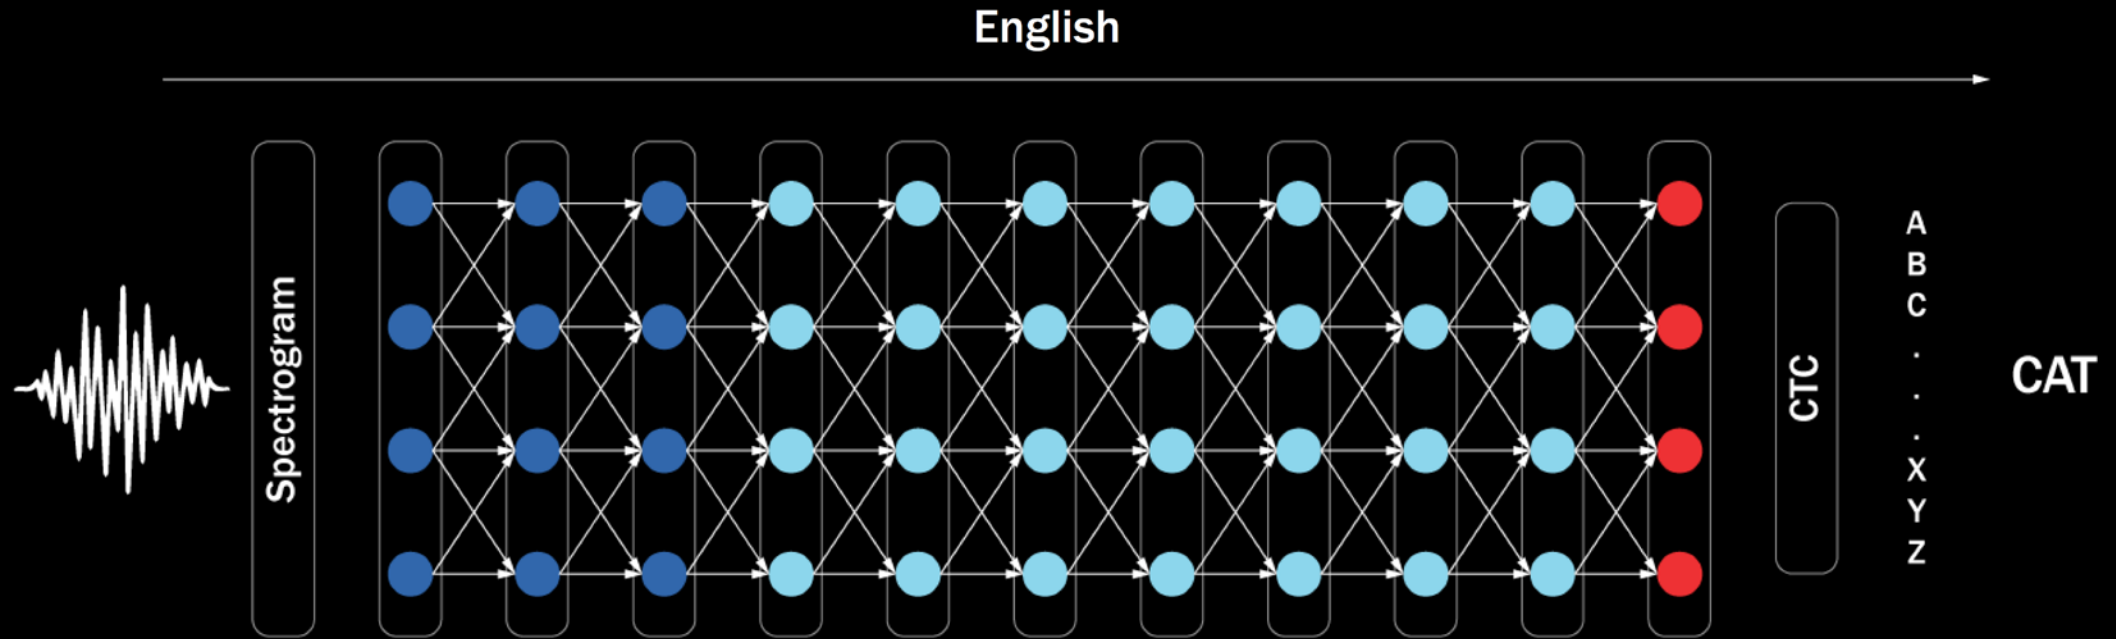 English
Spectrogram
CTC
A
B
C
.
.
.
X
Y
Z
CAT